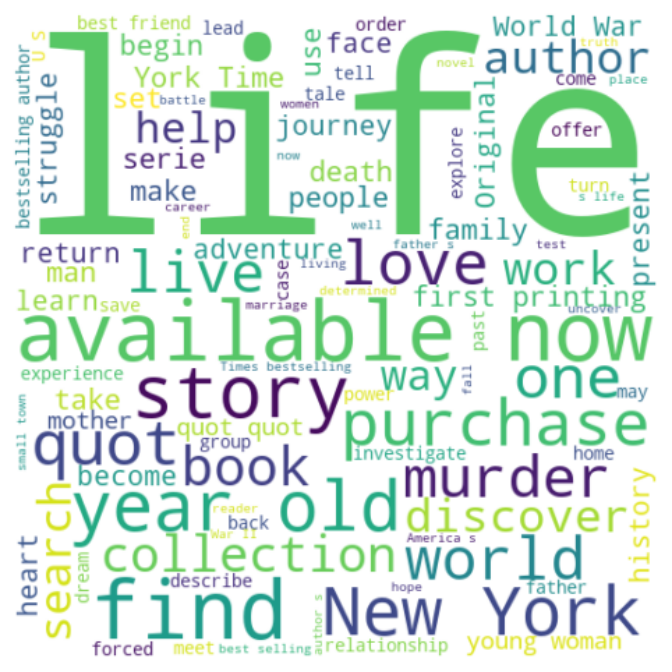 best friend
lead
order
World War
truth
u s
begin
use
face
author
York Time
tell
novel
come
place
set
battle
tale
women
life
bestselling author
struggle
help
journey
Original
offer
serie
now
explore
death
make
people
turn
s life
career
end
well
family
present
return
adventure
father s
test
man
live
case
living
love
work
learn
save
marriage
determined
first printing
uncover
available now
past
Times bestselling
experience
story
way
fall
one
may
take
power
small town
mother
quot quot
purchase
quot
group
home
become
book
investigate
murder
year old
reader
back
discover
history
search
War II
America s
collection
world
heart
dream
describe
hope
father
find
author s
New York
forced
meet
best selling
relationship
young woman